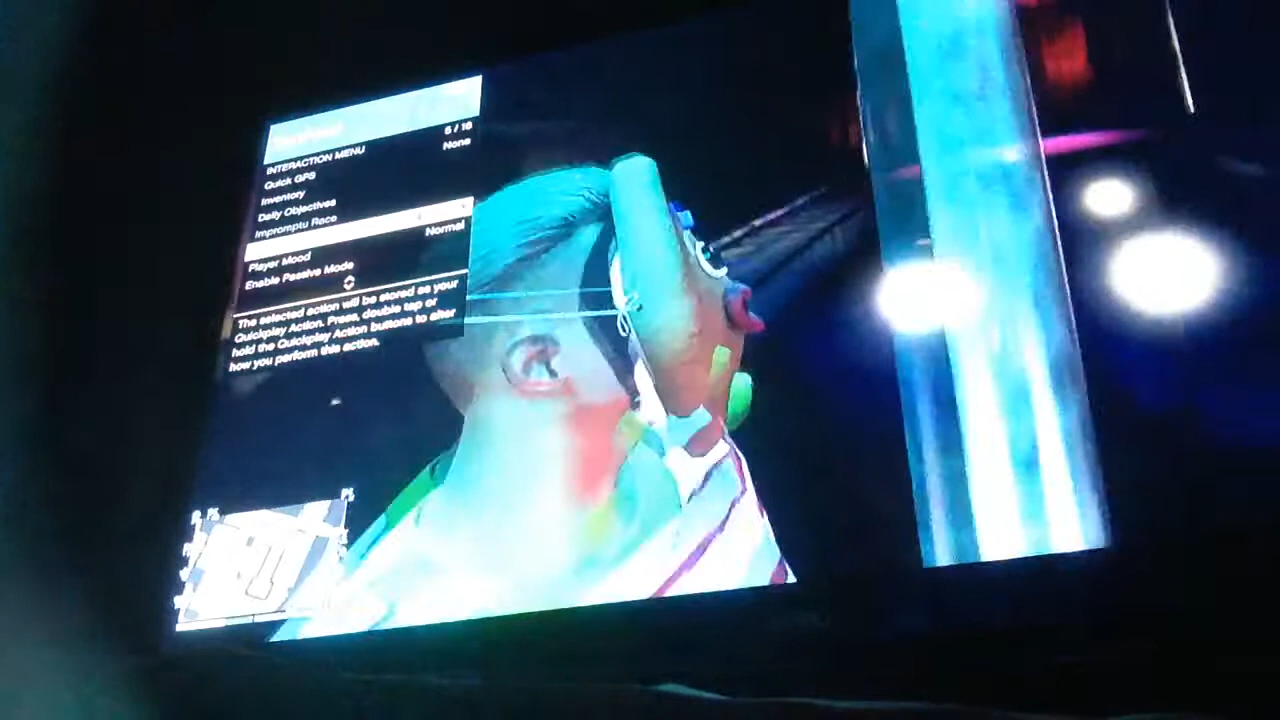 INTERACTION MENU 6 / 16
Quick GPS None
Inventory
Daily Objectives
Impromptu Race
Player Mood Normal
Enable Passive Mode
The selected action will be stored as your
Quickplay Action. Press, double tap or
hold the Quickplay Action buttons to alter
how you perform this action.